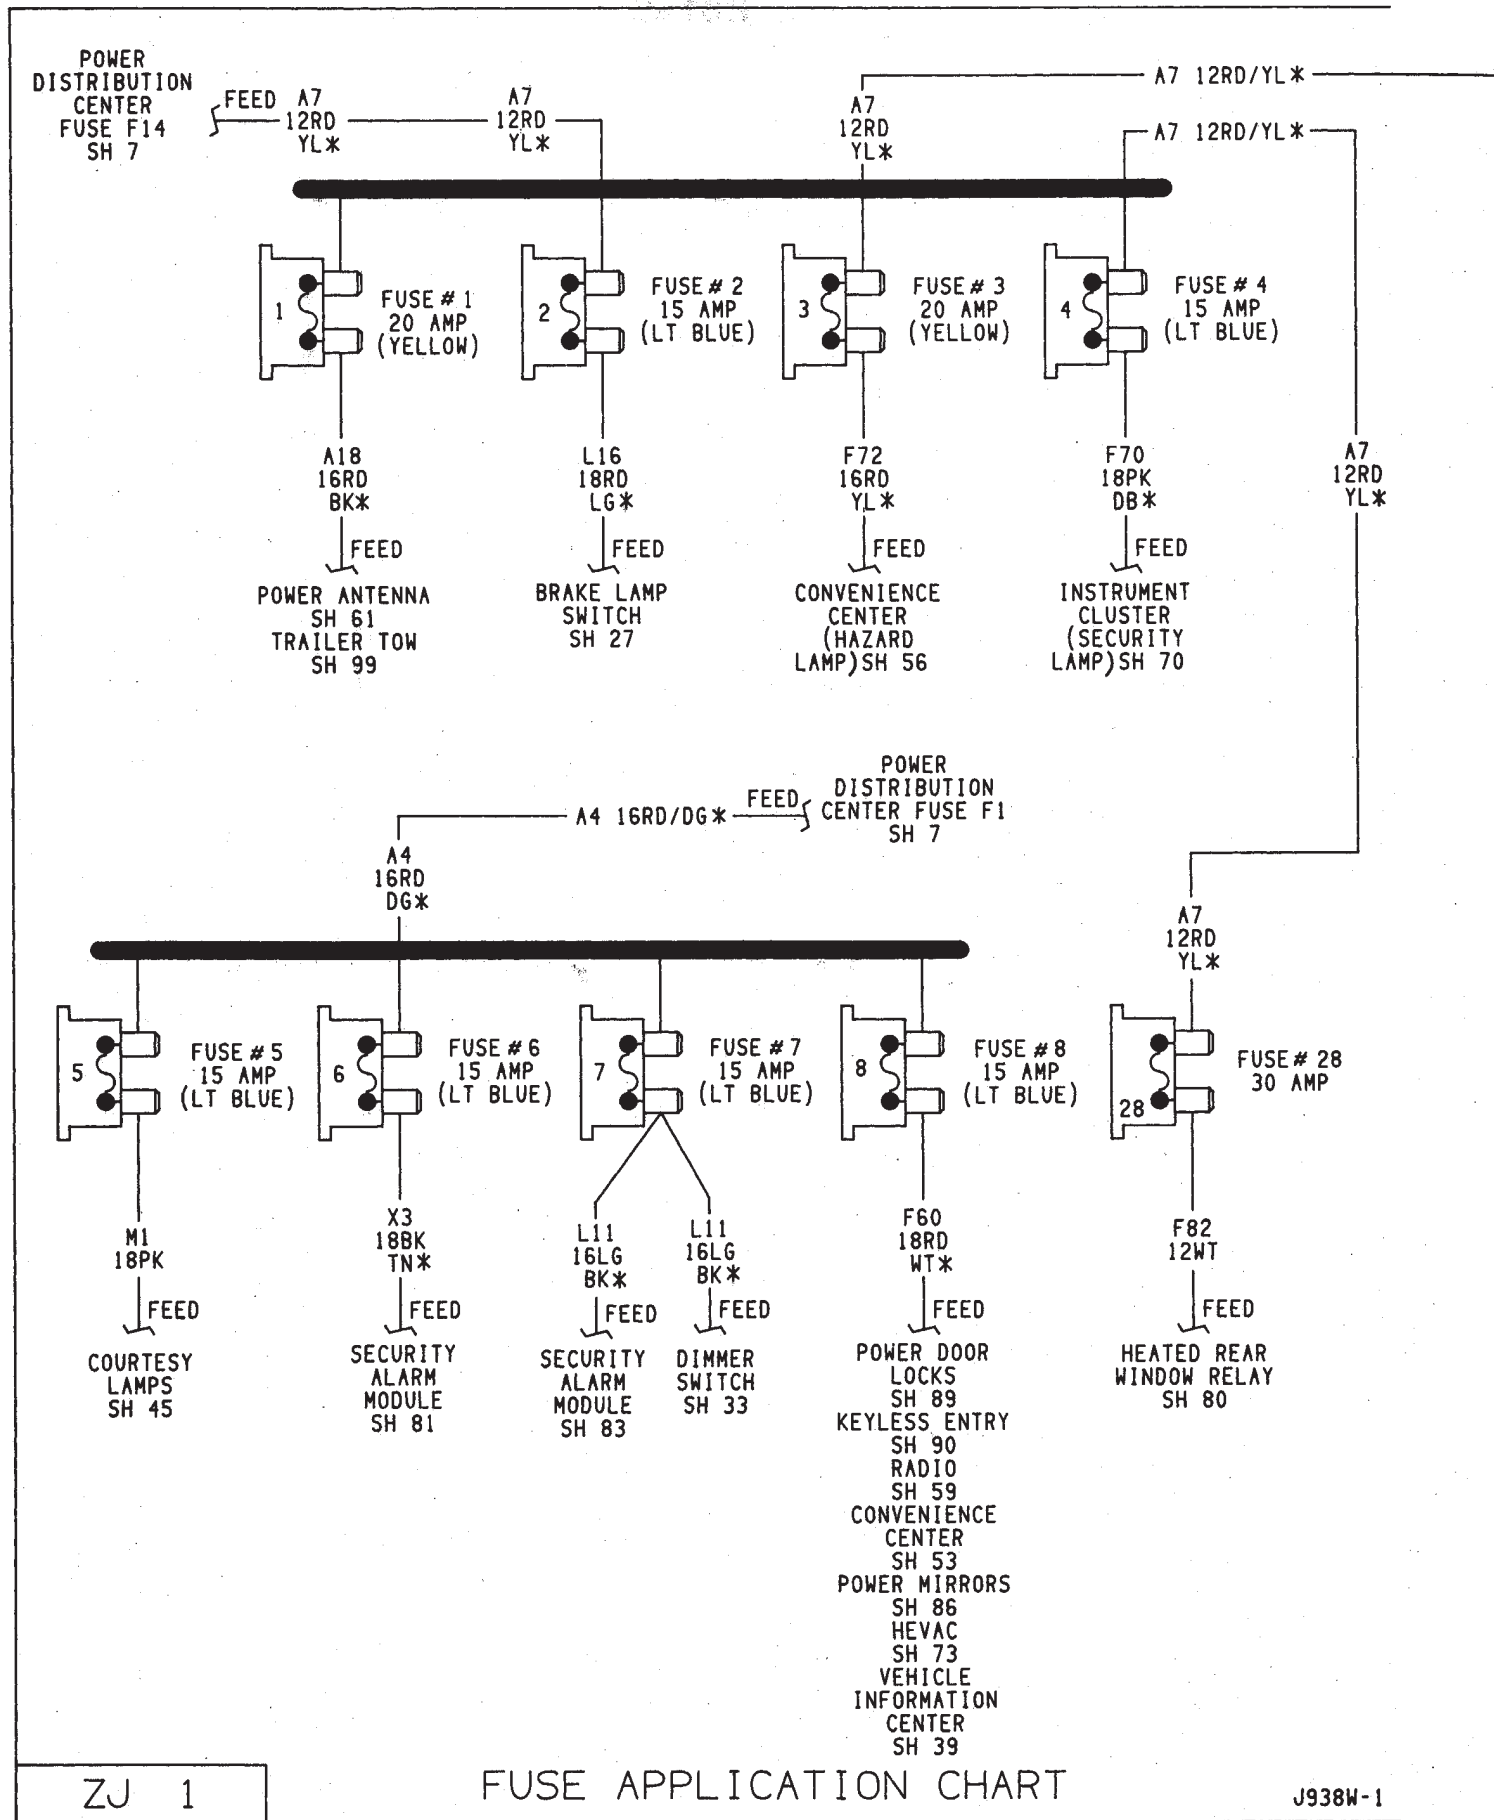 POWER
DISTRIBUTION
CENTER
FUSE F14
SH 7
FEED
A7
12RD
YL*
A7
12RD
YL*
A7
12RD
YL*
A7 12RD/YL*
A7 12RD/YL*
1
FUSE # 1
20 AMP
(YELLOW)
2
FUSE # 2
15 AMP
(LT BLUE)
3
FUSE # 3
20 AMP
(YELLOW)
4
FUSE # 4
15 AMP
(LT BLUE)
A18
16RD
BK*
FEED
POWER ANTENNA
SH 61
TRAILER TOW
SH 99
L16
18RD
LG*
FEED
BRAKE LAMP
SWITCH
SH 27
F72
16RD
YL*
FEED
CONVENIENCE
CENTER
(HAZARD
LAMP)SH 56
F70
18PK
DB*
FEED
INSTRUMENT
CLUSTER
(SECURITY
LAMP)SH 70
A7
12RD
YL*
POWER
DISTRIBUTION
CENTER FUSE F1
SH 7
FEED
A4 16RD/DG*
A4
16RD
DG*
A7
12RD
YL*
5
FUSE # 5
15 AMP
(LT BLUE)
6
FUSE # 6
15 AMP
(LT BLUE)
7
FUSE # 7
15 AMP
(LT BLUE)
8
FUSE # 8
15 AMP
(LT BLUE)
28
FUSE # 28
30 AMP
M1
18PK
FEED
COURTESY
LAMPS
SH 45
X3
18BK
TN*
FEED
SECURITY
ALARM
MODULE
SH 81
L11
16LG
BK*
FEED
SECURITY
ALARM
MODULE
SH 83
L11
16LG
BK*
FEED
DIMMER
SWITCH
SH 33
F60
18RD
WT*
FEED
POWER DOOR
LOCKS
SH 89
KEYLESS ENTRY
SH 90
RADIO
SH 59
CONVENIENCE
CENTER
SH 53
POWER MIRRORS
SH 86
HEVAC
SH 73
VEHICLE
INFORMATION
CENTER
SH 39
F82
12WT
FEED
HEATED REAR
WINDOW RELAY
SH 80
ZJ 1
FUSE APPLICATION CHART
J938W-1